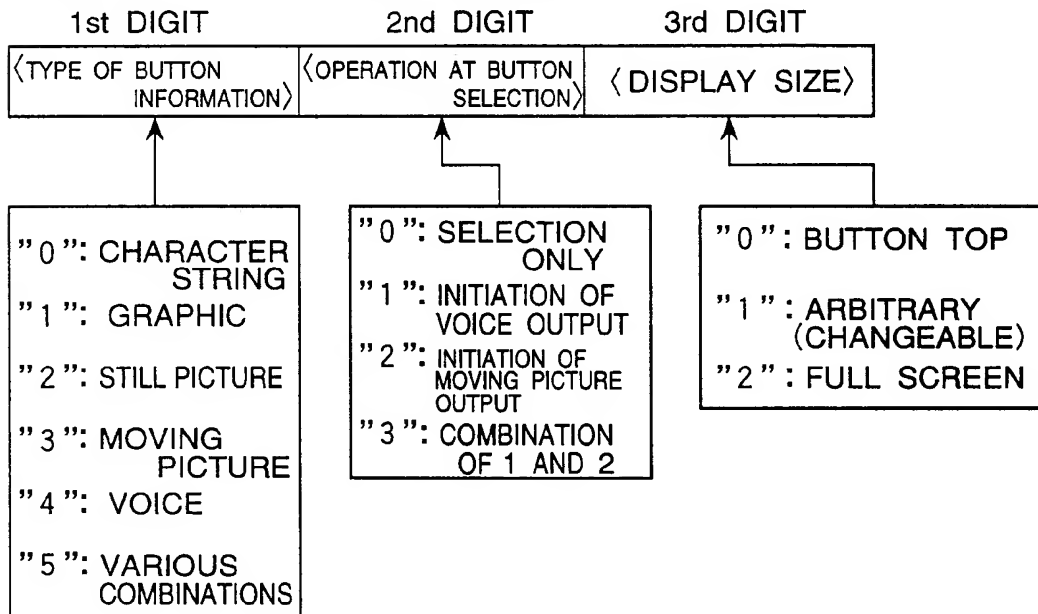 1st DIGIT
2nd DIGIT
3rd DIGIT
〈TYPE OF BUTTON
INFORMATION〉
〈OPERATION AT BUTTON
SELECTION〉
〈DISPLAY SIZE〉
"0": CHARACTER
STRING
"1": GRAPHIC
"2": STILL PICTURE
"3": MOVING
PICTURE
"4": VOICE
"5": VARIOUS
COMBINATIONS
"0": SELECTION
ONLY
"1": INITIATION OF
VOICE OUTPUT
"2": INITIATION OF
MOVING PICTURE
OUTPUT
"3": COMBINATION
OF 1 AND 2
"0": BUTTON TOP
"1": ARBITRARY
(CHANGEABLE)
"2": FULL SCREEN